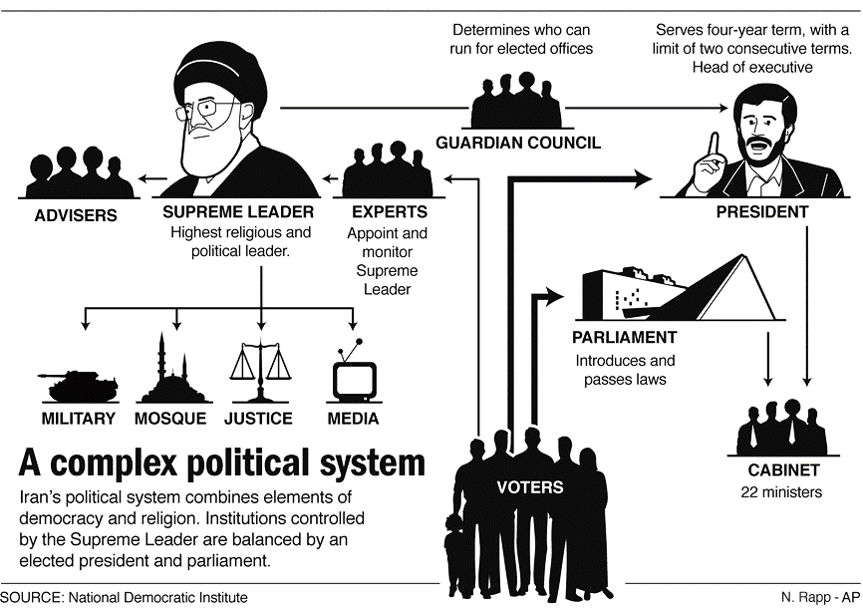 Determines who can
run for elected offices
Serves four-year term, with a
limit of two consecutive terms.
Head of executive
GUARDIAN COUNCIL
ADVISERS
SUPREME LEADER
Highest religious and
political leader.
EXPERTS
Appoint and
monitor
Supreme
Leader
PRESIDENT
PARLIAMENT
Introduces and
passes laws
MILITARY
MOSQUE
JUSTICE
MEDIA
CABINET
22 ministers
VOTERS
A complex political system
Iran's political system combines elements of
democracy and religion. Institutions controlled
by the Supreme Leader are balanced by an
elected president and parliament.
SOURCE: National Democratic Institute
N. Rapp - AP